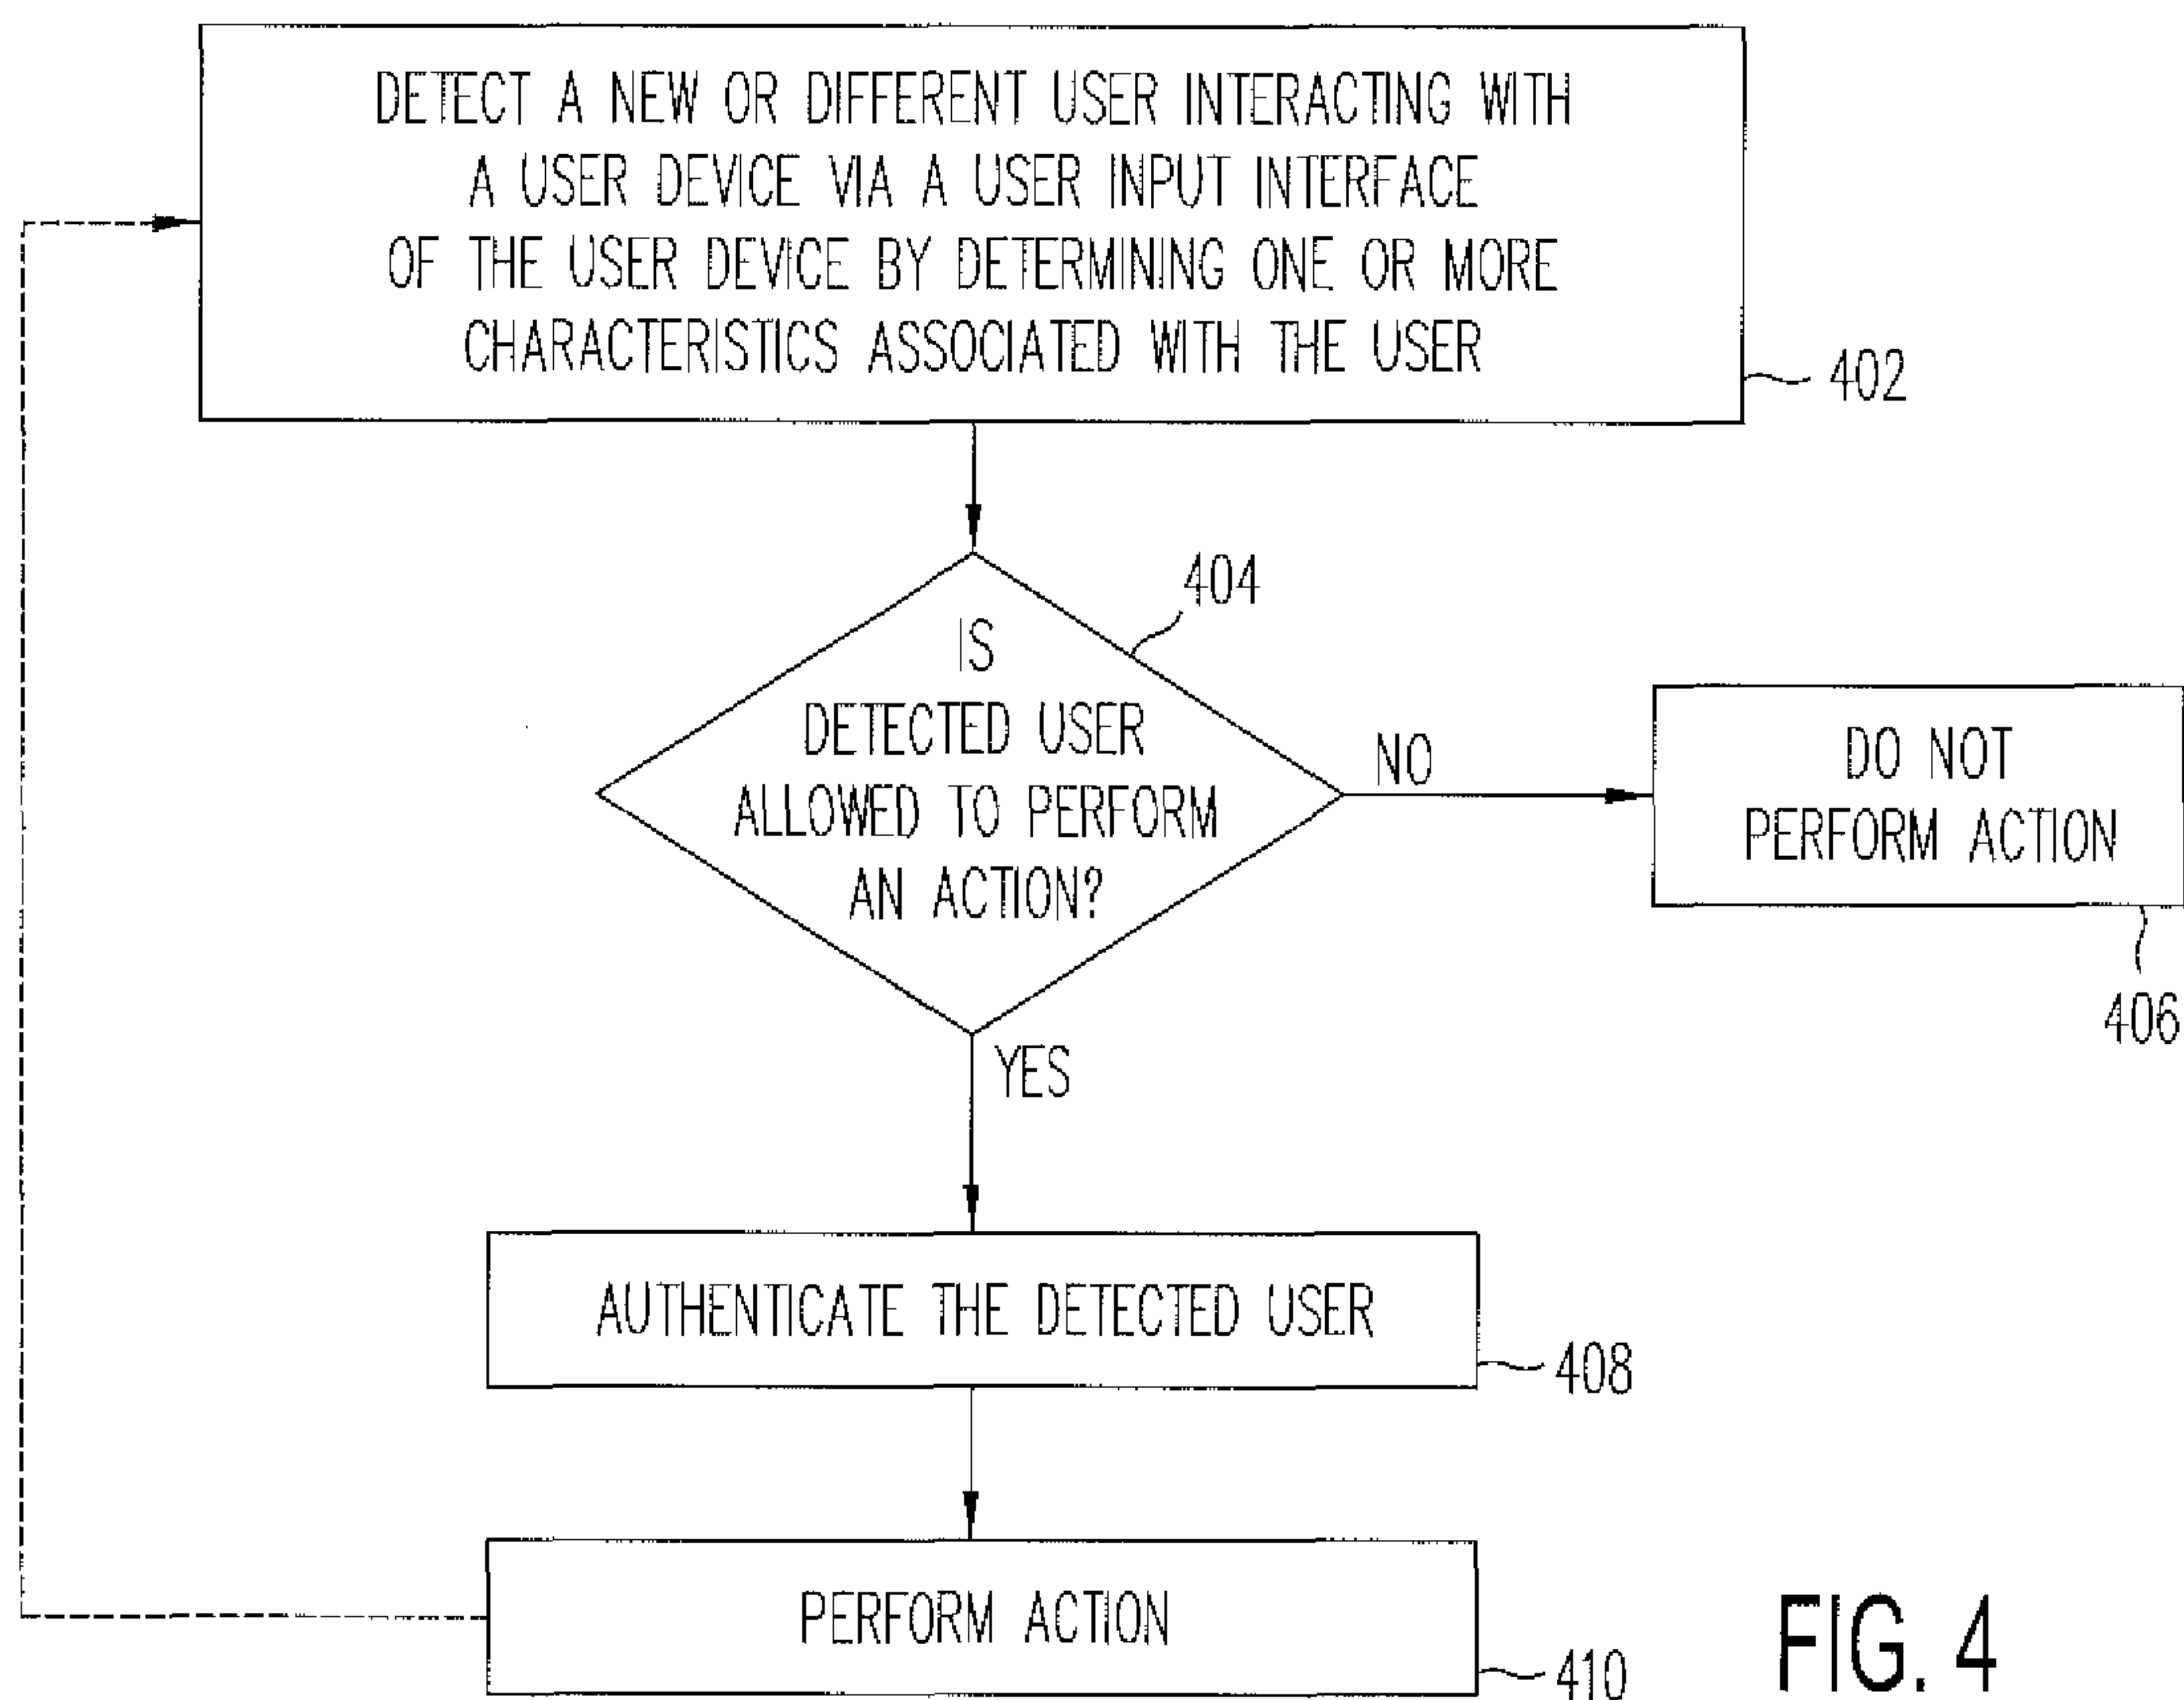 DETECT A NEW OR DIFFERENT USER INTERACTING WITH
A USER DEVICE VIA A USER INPUT INTERFACE
OF THE USER DEVICE BY DETERMINING ONE OR MORE
CHARACTERISTICS ASSOCIATED WITH THE USER
402
404
IS
DETECTED USER
ALLOWED TO PERFORM
AN ACTION?
NO
DO NOT
PERFORM ACTION
406
YES
AUTHENTICATE THE DETECTED USER
408
PERFORM ACTION
410
FIG. 4